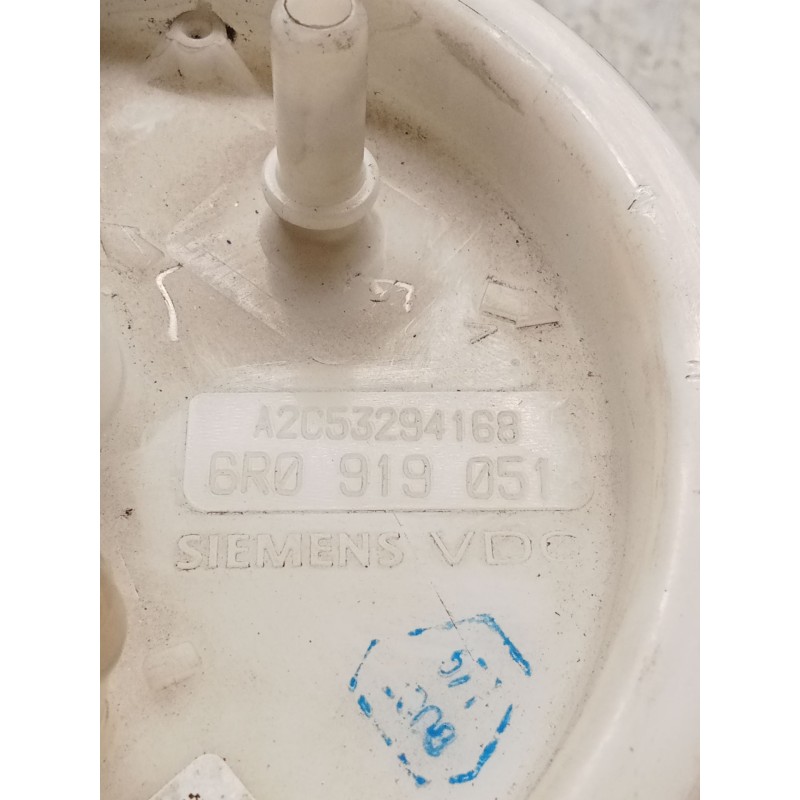 A2C53294168
6R0 919 051
SIEMENS VDO